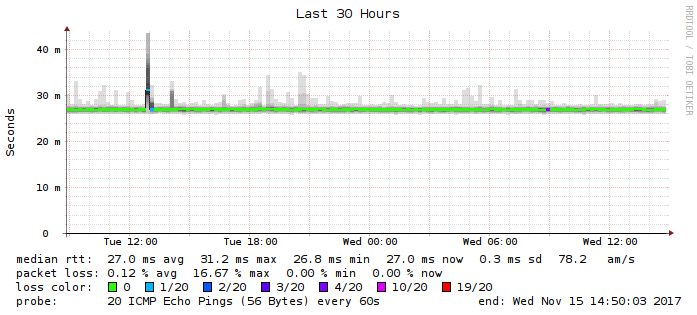 Last 30 Hours
RRDTOOL / TOBI OETIKER
Seconds
40 m
30 m
20 m
10 m
0
Tue 12:00 Tue 18:00 Wed 00:00 Wed 06:00 Wed 12:00
median rtt: 27.0 ms avg 31.2 ms max 26.8 ms min 27.0 ms now 0.3 ms sd 78.2 am/s
packet loss: 0.12 % avg 16.67 % max 0.00 % min 0.00 % now
loss color: 0 1/20 2/20 3/20 4/20 10/20 19/20
probe: 20 ICMP Echo Pings (56 Bytes) every 60s end: Wed Nov 15 14:50:03 2017